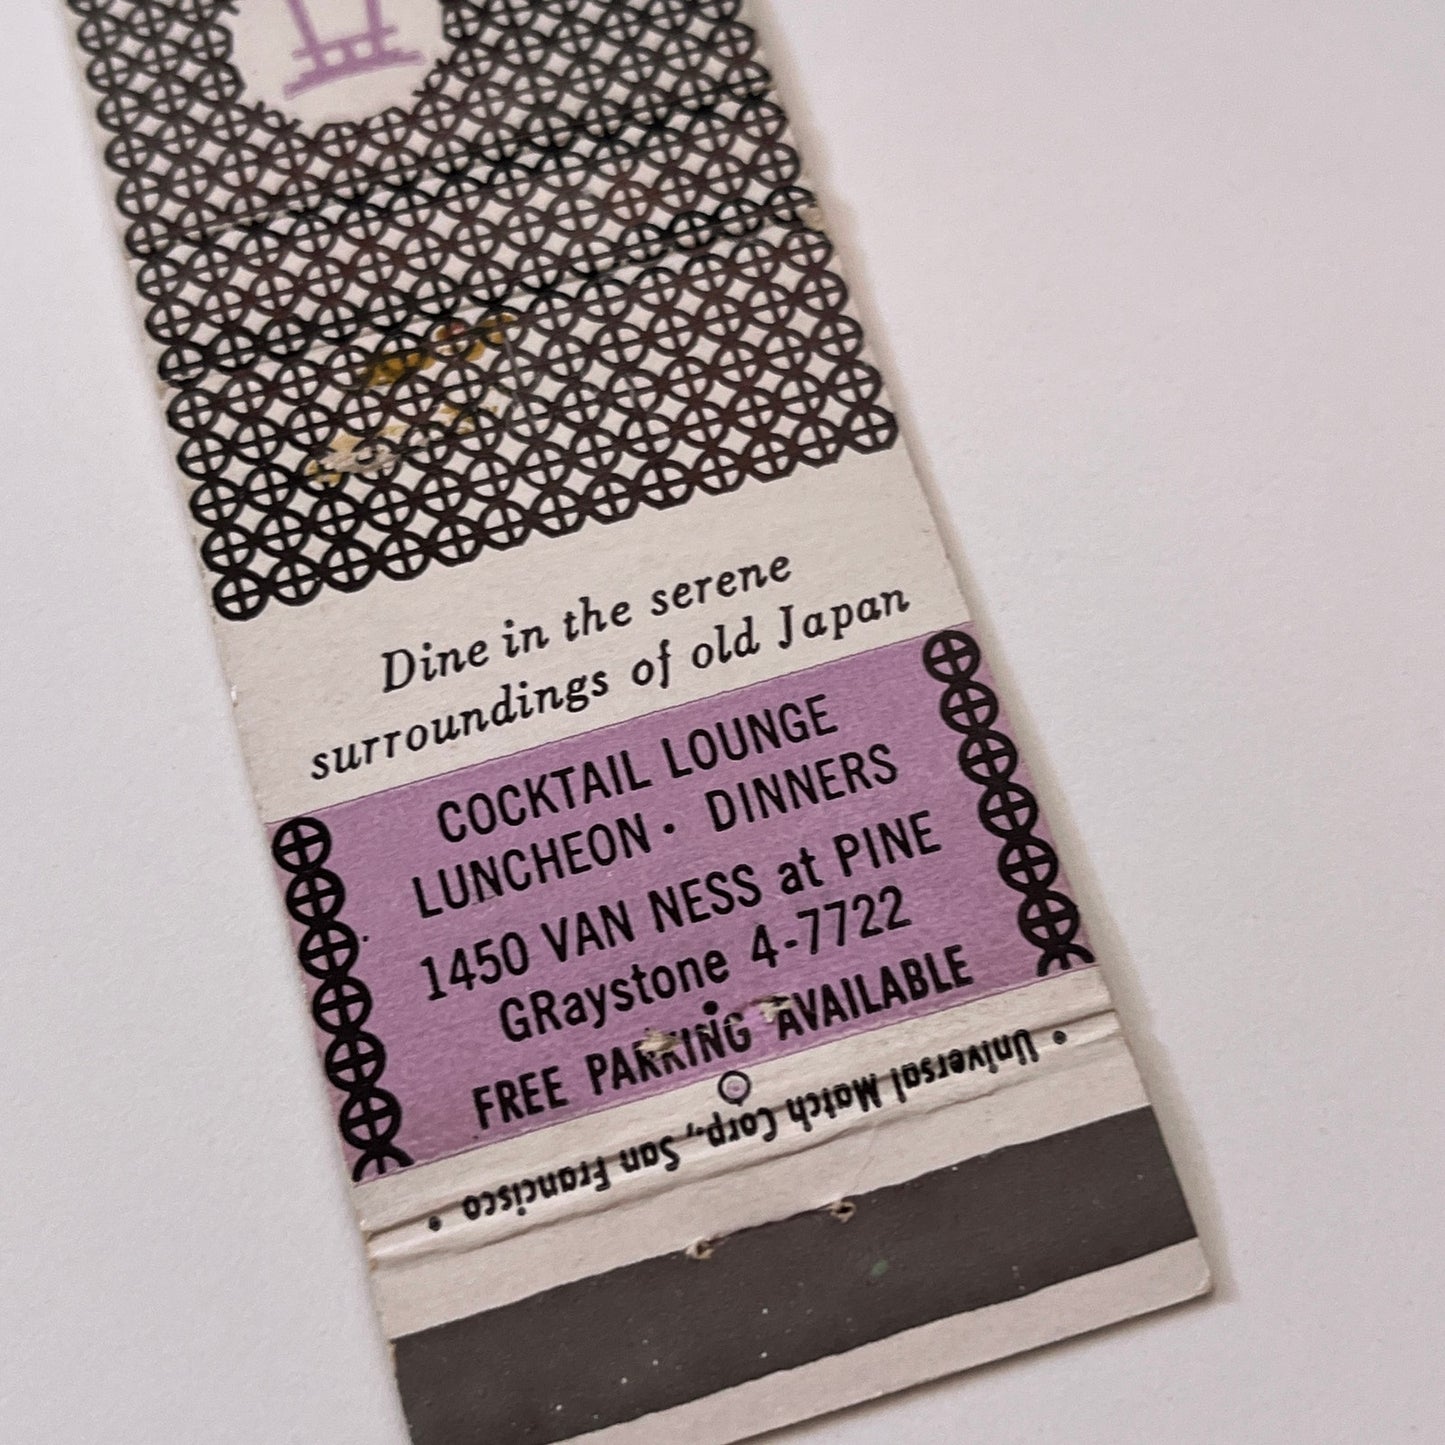 Dine in the serene
surroundings of old Japan
COCKTAIL LOUNGE
LUNCHEON · DINNERS
1450 VAN NESS at PINE
GRaystone 4-7722
FREE PARKING AVAILABLE
• Universal Match Corp., San Francisco •